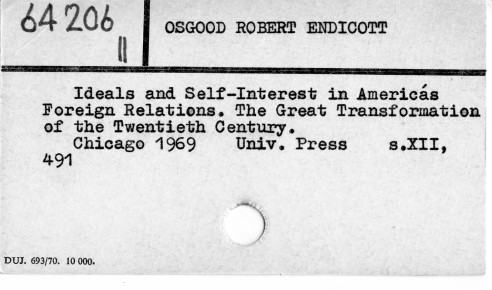 64206
II
OSGOOD ROBERT ENDICOTT
Ideals and Self-Interest in Americás
Foreign Relations. The Great Transformation
of the Twentieth Century.
Chicago 1969 Univ. Press s.XII,
491
DUJ. 693/70. 10 000.